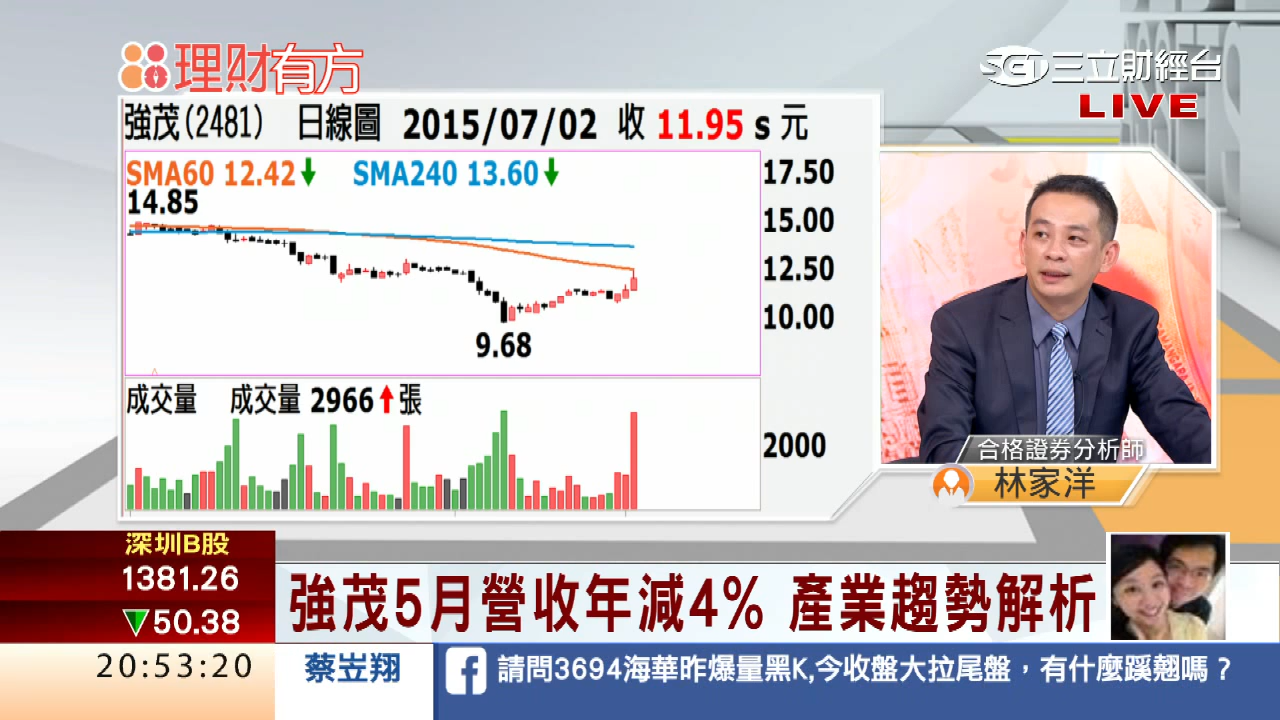 理財有方
SET三立財經台
LIVE
強茂(2481) 日線圖 2015/07/02 收 11.95 s 元
SMA60 12.42↓ SMA240 13.60↓
14.85
9.68
17.50
15.00
12.50
10.00
成交量 成交量 2966↑張
2000
合格證券分析師
林家洋
深圳B股
1381.26
▼50.38
20:53:20
強茂5月營收年減4% 產業趨勢解析
蔡岦翔
請問3694海華昨爆量黑K,今收盤大拉尾盤，有什麼蹊翹嗎？